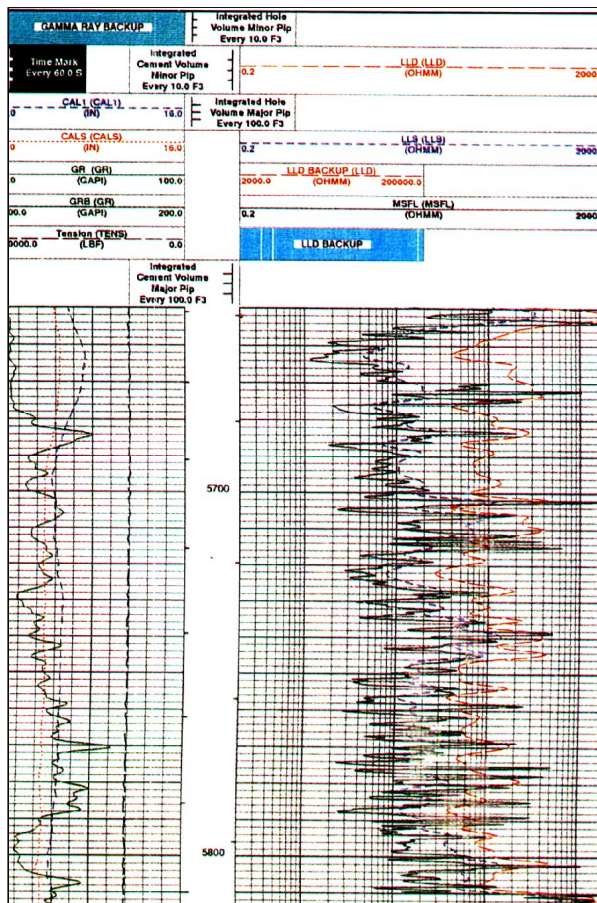 GAMMA RAY BACKUP
Integrated Hole
Volume Minor Pip
Every 10.0 F3
Time Mark
Every 60.0 S
Integrated
Cement Volume
Minor Pip
Every 10.0 F3
LLD (LLD)
0.2 (OHMM) 2000
CAL1 (CAL1)
0 (IN) 16.0
Integrated Hole
Volume Major Pip
Every 100.0 F3
CALS (CALS)
0 (IN) 16.0
LLS (LLS)
0.2 (OHMM) 2000
GR (GR)
.0 (GAPI) 100.0
LLD BACKUP (LLD)
2000.0 (OHMM) 200000.0
GRB (GR)
00.0 (GAPI) 200.0
MSFL (MSFL)
0.2 (OHMM) 2000
Tension (TENS)
0000.0 (LBF) 0.0
LLD BACKUP
Integrated
Cement Volume
Major Pip
Every 100.0 F3
5700
5800